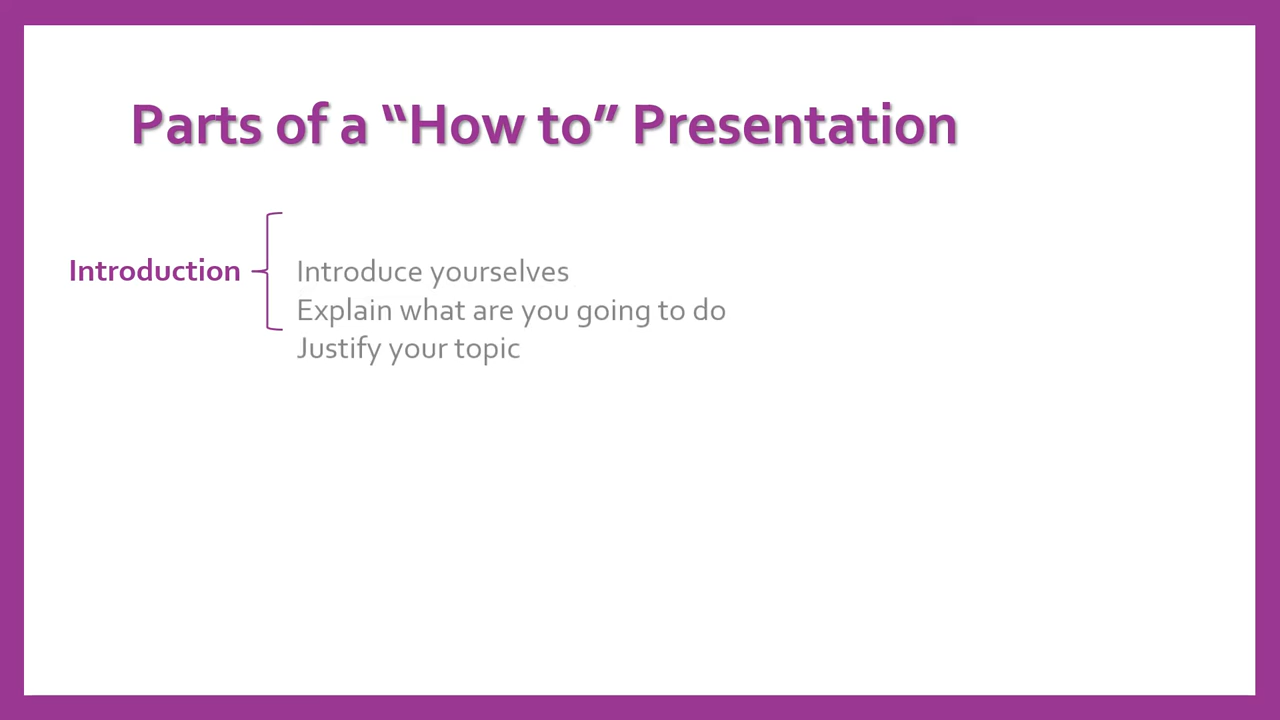 Parts of a “How to” Presentation
Introduction
Introduce yourselves
Explain what are you going to do
Justify your topic